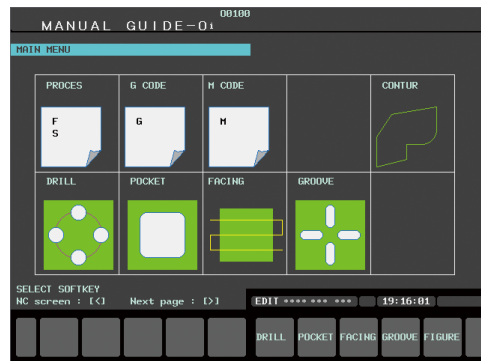 O0100
MANUAL GUIDE-0i
MAIN MENU
PROCES G CODE M CODE CONTUR
F G M
S
DRILL POCKET FACING GROOVE
SELECT SOFTKEY
NC screen : [<] Next page : [>] EDIT **** *** *** 19:16:01
DRILL POCKET FACING GROOVE FIGURE